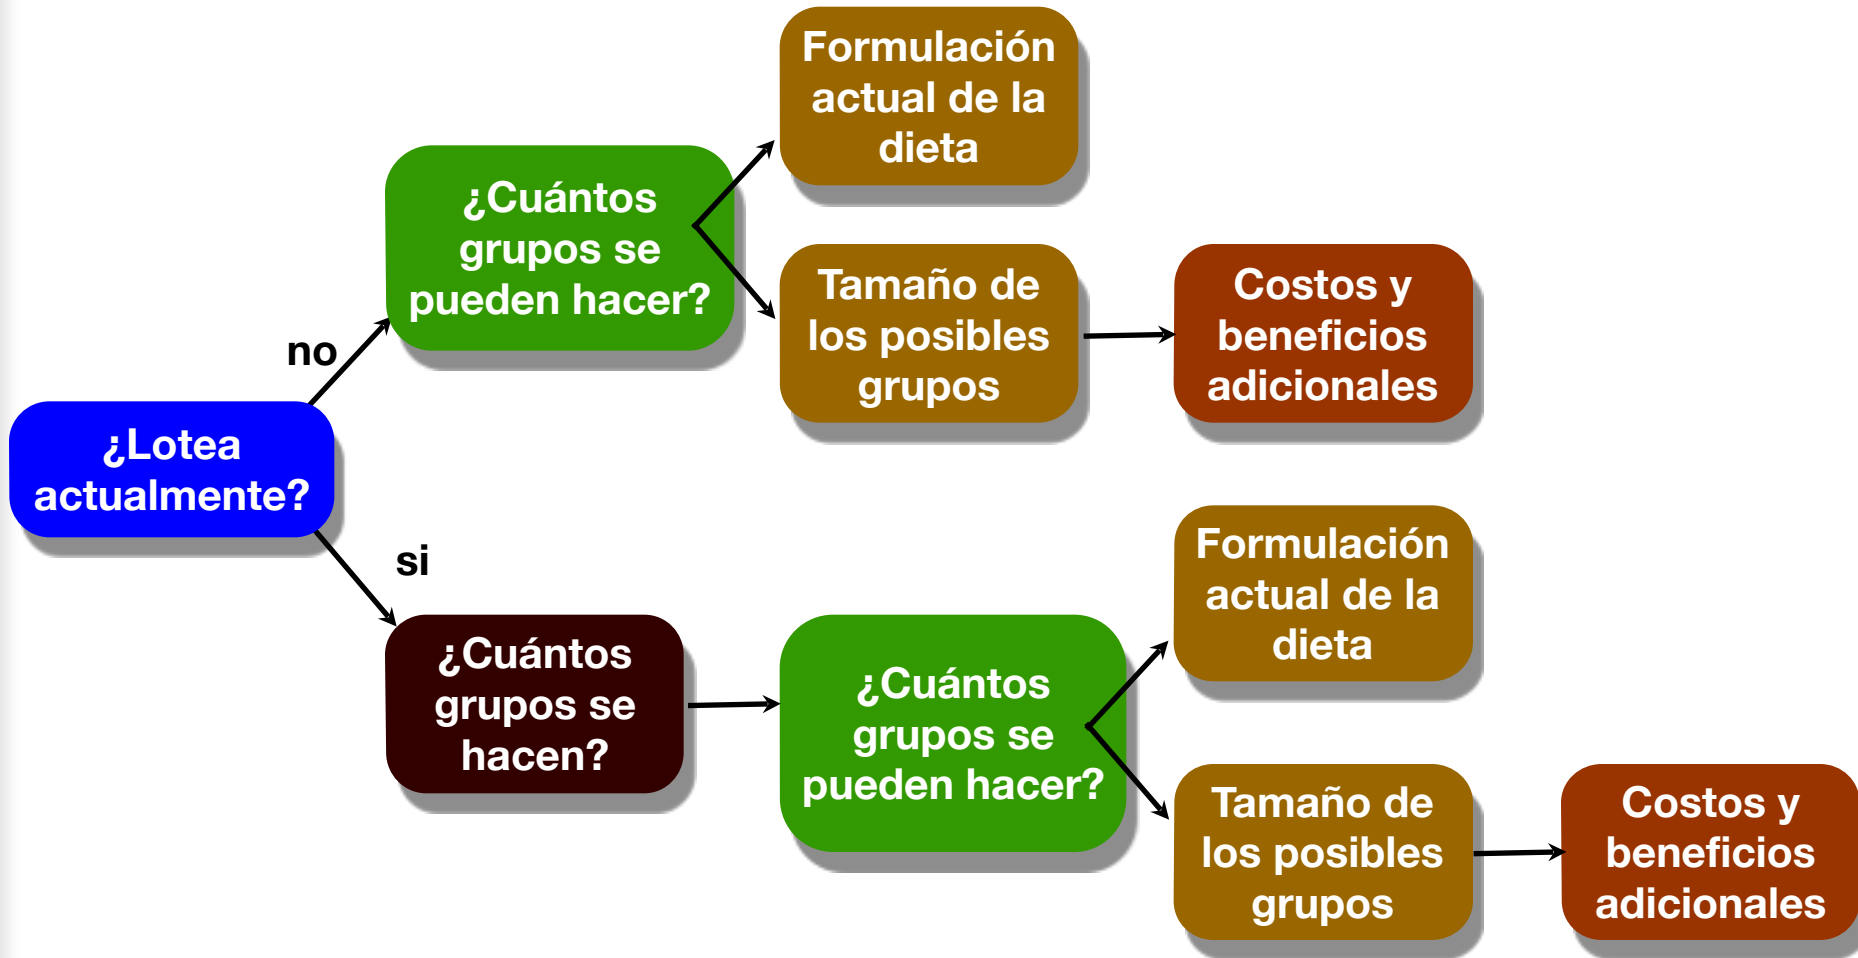 Formulación
actual de la
dieta
¿Cuántos
grupos se
pueden hacer?
Tamaño de
los posibles
grupos
Costos y
beneficios
adicionales
no
¿Lotea
actualmente?
si
¿Cuántos
grupos se
hacen?
¿Cuántos
grupos se
pueden hacer?
Formulación
actual de la
dieta
Tamaño de
los posibles
grupos
Costos y
beneficios
adicionales